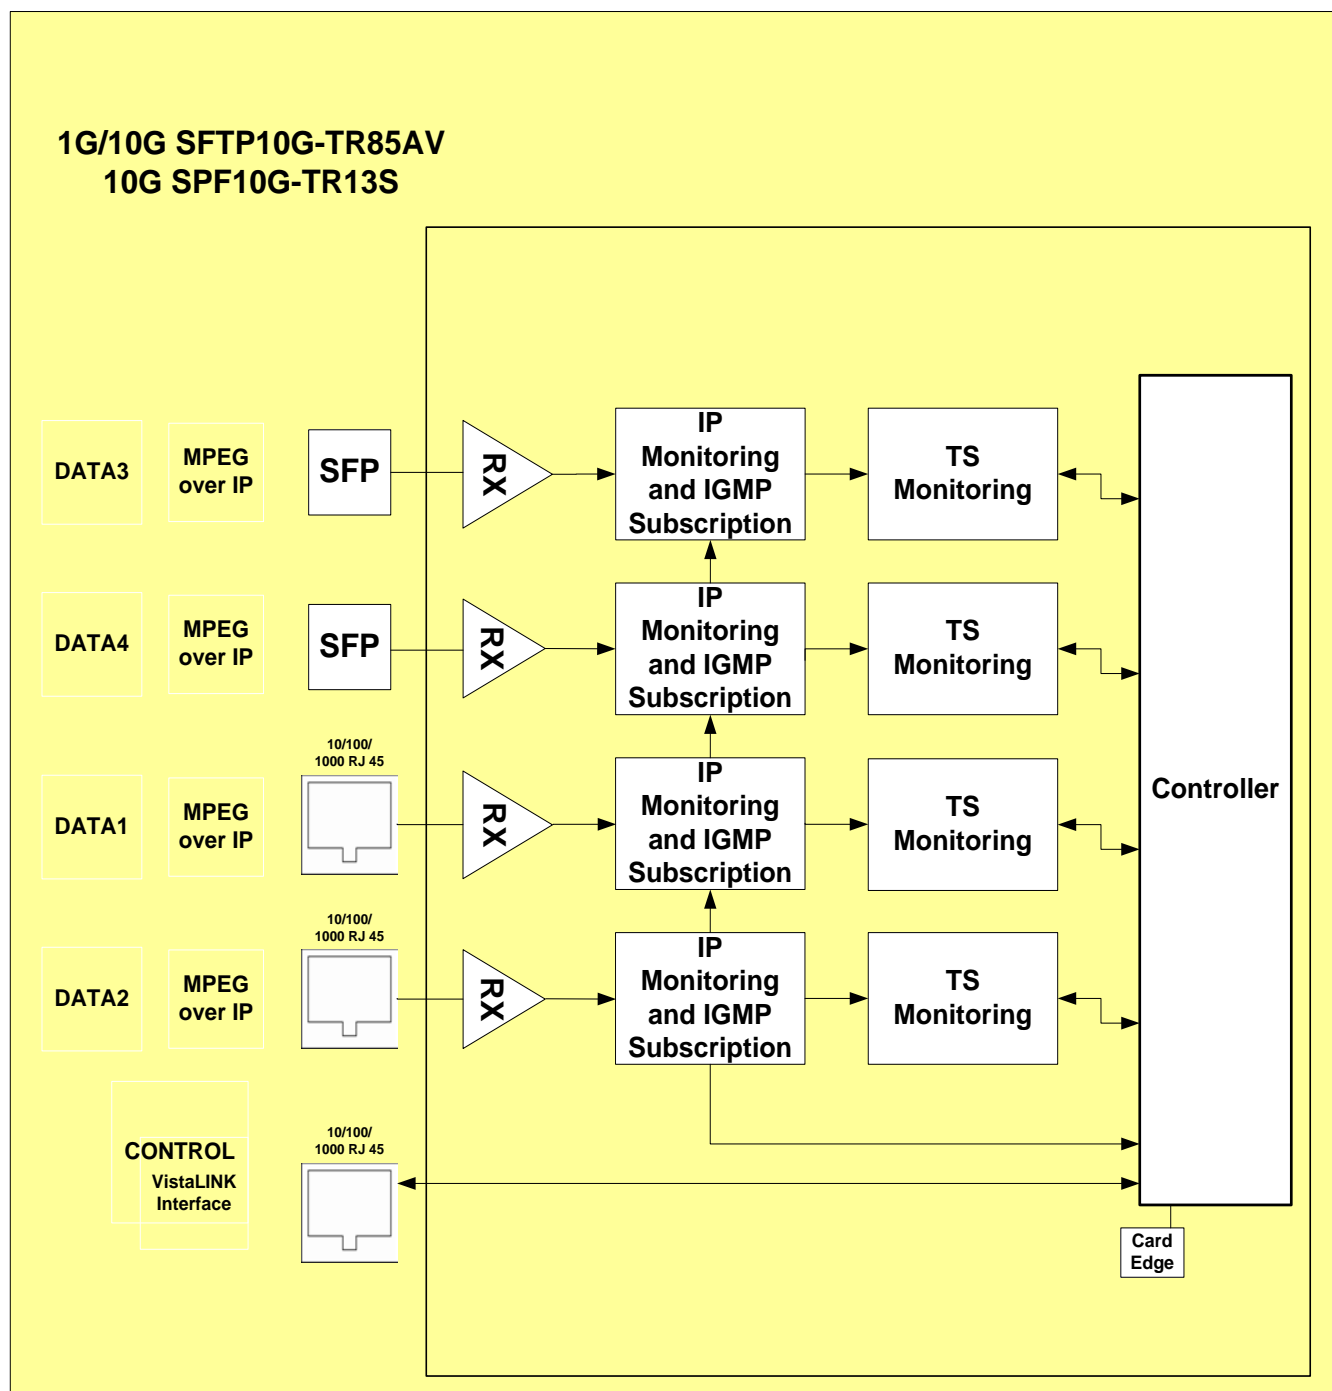 1G/10G SFTP10G-TR85AV
10G SPF10G-TR13S
DATA3
MPEG
over IP
SFP
RX
IP
Monitoring
and IGMP
Subscription
TS
Monitoring
DATA4
MPEG
over IP
SFP
RX
IP
Monitoring
and IGMP
Subscription
TS
Monitoring
10/100/
1000 RJ 45
DATA1
MPEG
over IP
RX
IP
Monitoring
and IGMP
Subscription
TS
Monitoring
Controller
10/100/
1000 RJ 45
DATA2
MPEG
over IP
RX
IP
Monitoring
and IGMP
Subscription
TS
Monitoring
10/100/
1000 RJ 45
CONTROL
VistaLINK
Interface
Card
Edge